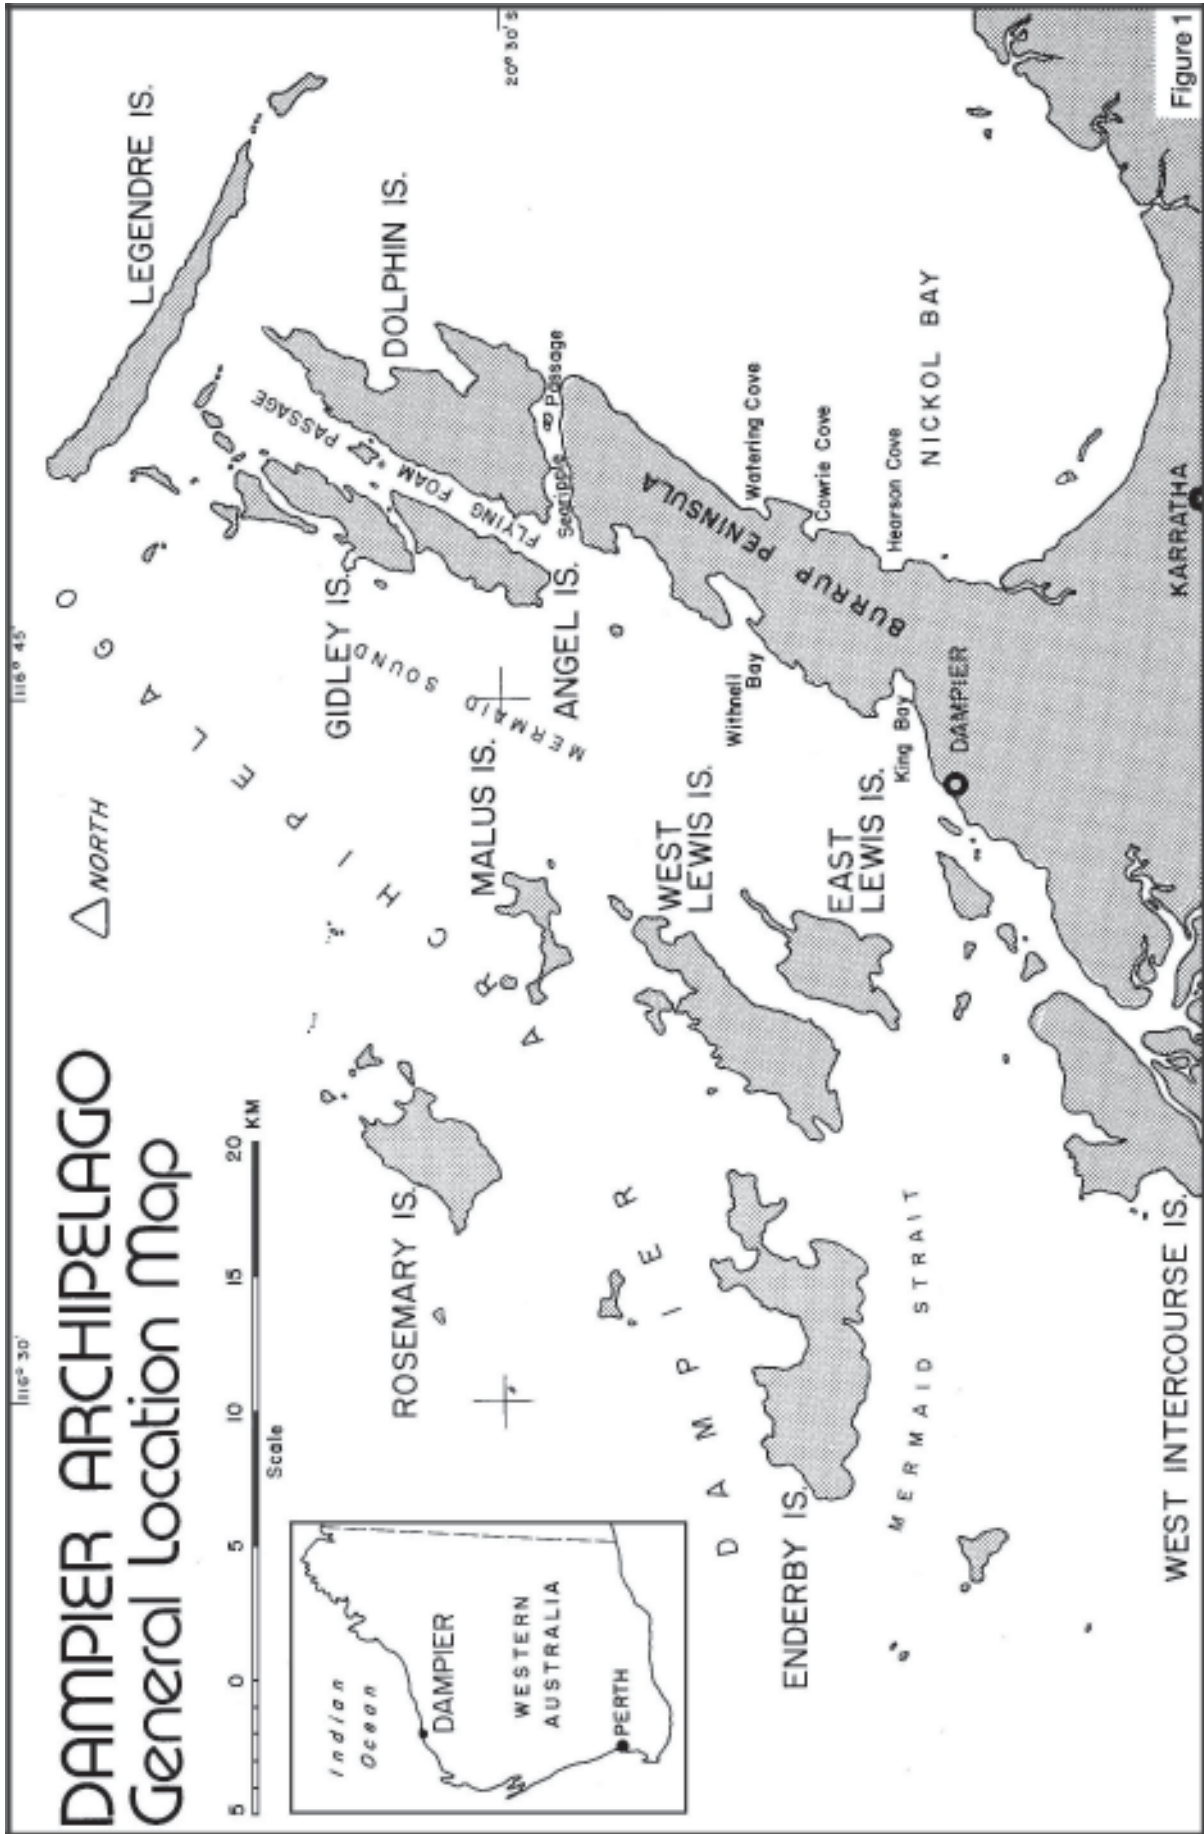 DAMPIER ARCHIPELAGO
General Location Map
116° 30'
116° 45'
20° 30' S
NORTH
5 0 5 10 15 20 KM
Scale
Indian
Ocean
DAMPIER
WESTERN
AUSTRALIA
PERTH
LEGENDRE IS.
DOLPHIN IS.
GIDLEY IS.
FLYING FOAM PASSAGE
ANGEL IS.
Searipple Passage
MERMAID SOUND
MALUS IS.
ROSEMARY IS.
DAMPIER ARCHIPELAGO
WEST
LEWIS IS.
EAST
LEWIS IS.
ENDERBY IS.
MERMAID STRAIT
WEST INTERCOURSE IS.
BURRUP PENINSULA
Withnell
Bay
King Bay
DAMPIER
Watering Cove
Cowrie Cove
Hearson Cove
NICKOL BAY
KARRATHA
Figure 1